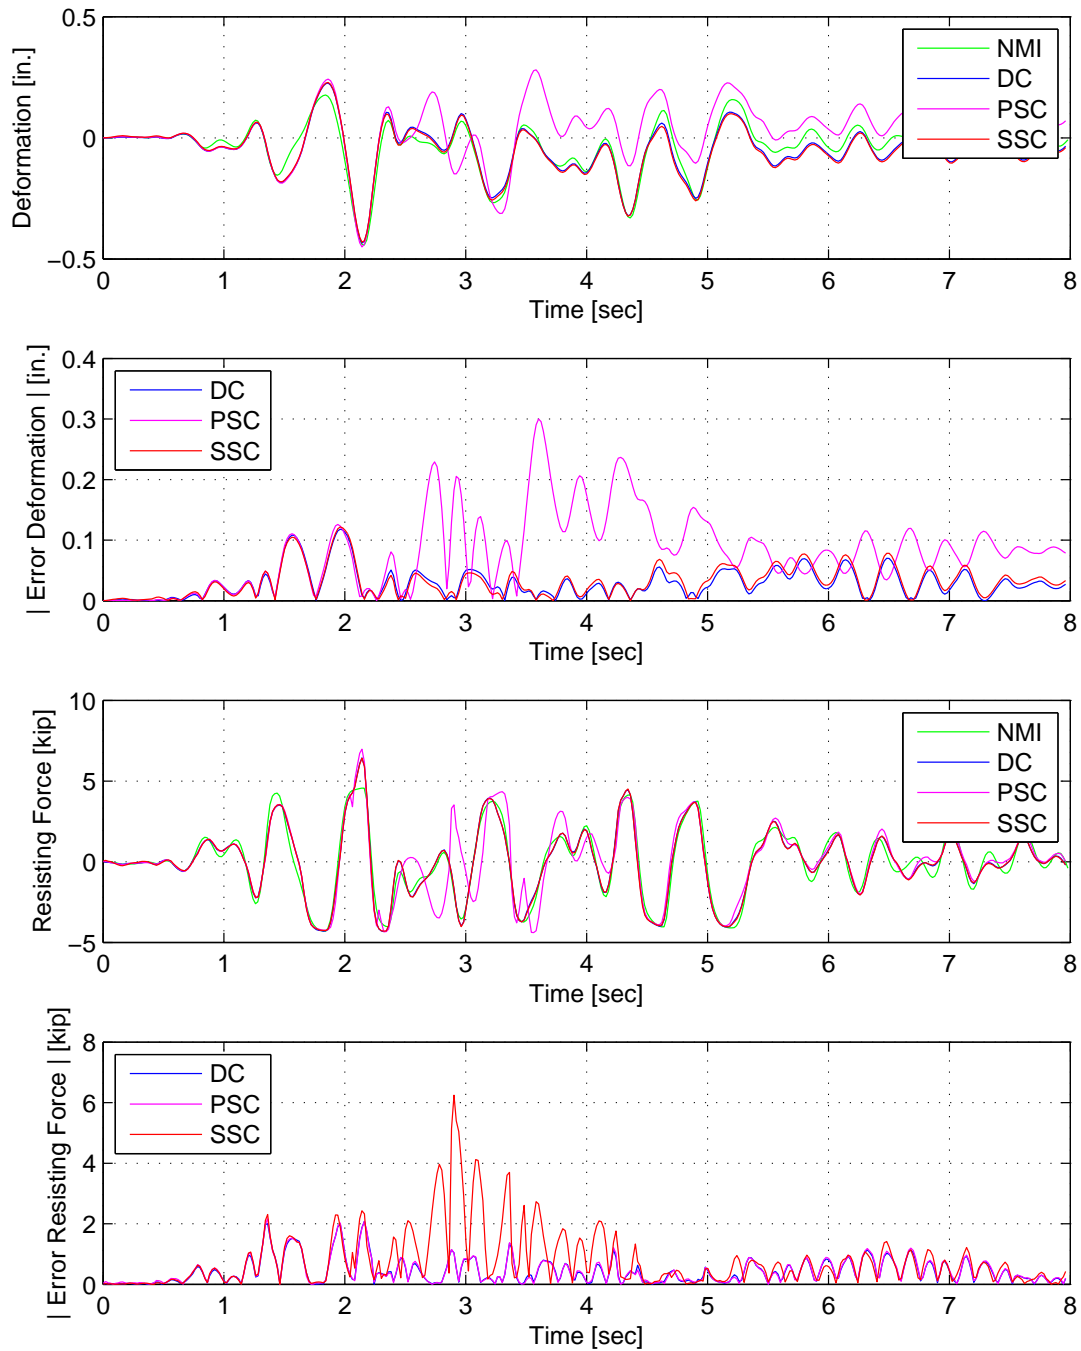 0.5
0
−0.5
Deformation [in.]
NMI
DC
PSC
SSC
0 1 2 3 4 5 6 7 8
Time [sec]
0.4
0.3
0.2
0.1
0
| Error Deformation | [in.]
DC
PSC
SSC
0 1 2 3 4 5 6 7 8
Time [sec]
10
5
0
−5
Resisting Force [kip]
NMI
DC
PSC
SSC
0 1 2 3 4 5 6 7 8
Time [sec]
8
6
4
2
0
| Error Resisting Force | [kip]
DC
PSC
SSC
0 1 2 3 4 5 6 7 8
Time [sec]